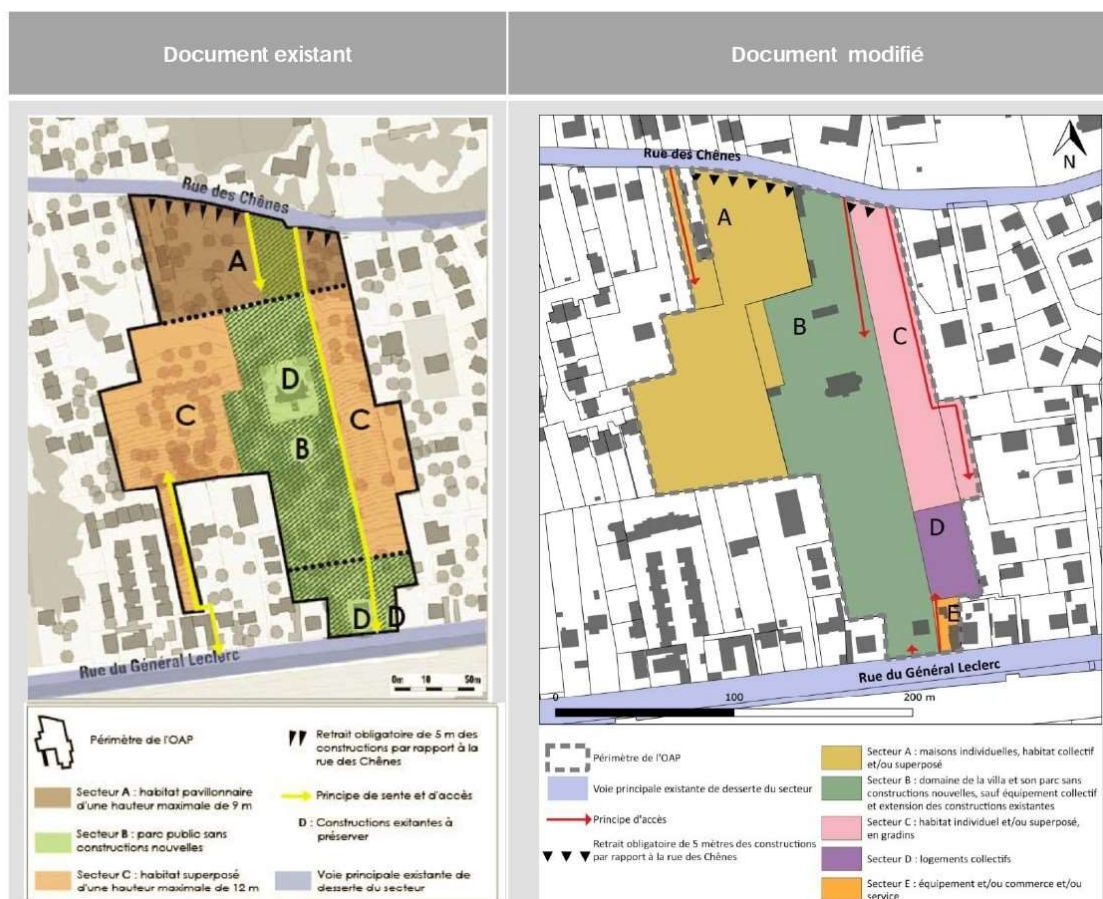 Document existant
Document modifié
Rue des Chênes
A
D
C
C
B
D
D
Rue du Général Leclerc
0m 10 50m
Périmètre de l'OAP
Secteur A : habitat pavillonnaire
d'une hauteur maximale de 9 m
Secteur B : parc public sans
constructions nouvelles
Secteur C : habitat superposé
d'une hauteur maximale de 12 m
Retrait obligatoire de 5 m des
constructions par rapport à la
rue des Chênes
Principe de sente et d'accès
D : Constructions exitantes à
préserver
Voie principale existante de
desserte du secteur
Rue des Chênes
N
A
B
C
D
E
Rue du Général Leclerc
0 100 200 m
Périmètre de l'OAP
Voie principale existante de desserte du secteur
Principe d'accès
Retrait obligatoire de 5 mètres des constructions
par rapport à la rue des Chênes
Secteur A : maisons individuelles, habitat collectif
et/ou superposé
Secteur B : domaine de la villa et son parc sans
constructions nouvelles, sauf équipement collectif
et extension des constructions existantes
Secteur C : habitat individuel et/ou superposé,
en gradins
Secteur D : logements collectifs
Secteur E : équipement et/ou commerce et/ou
service